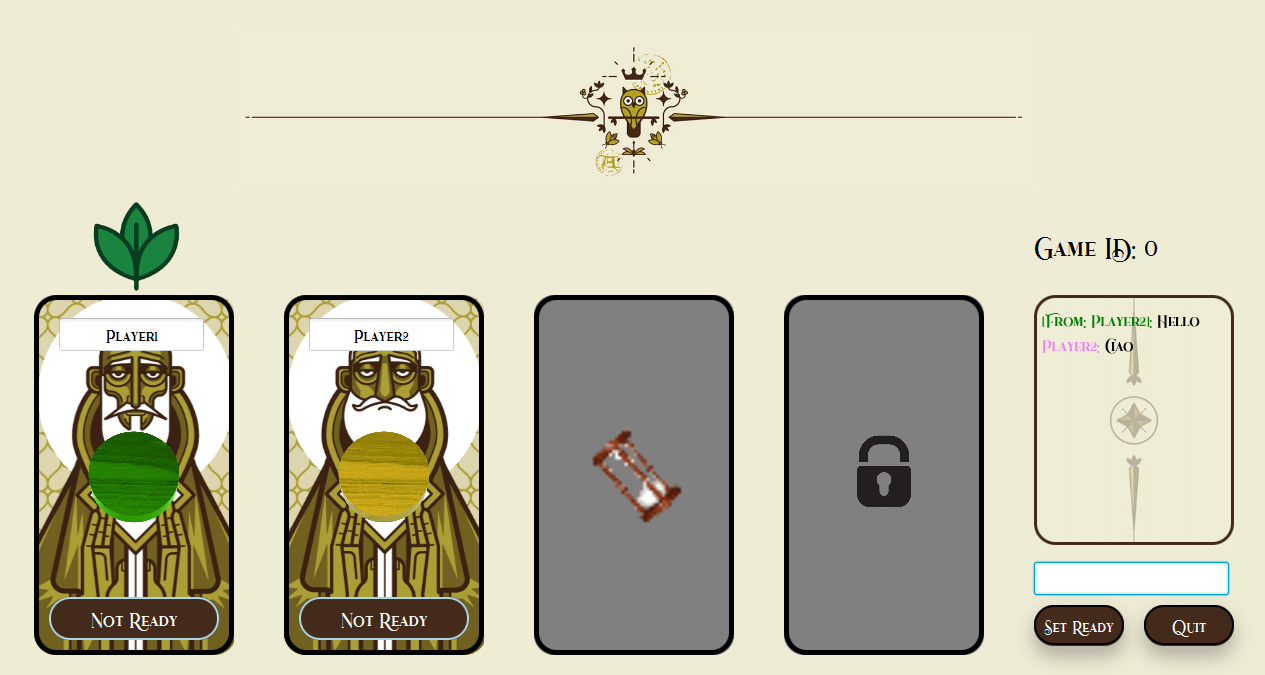 Game ID: 0
Player1
Player2
[From: Player2]: Hello
Player2: Ciao
Not Ready
Not Ready
Set Ready
Quit